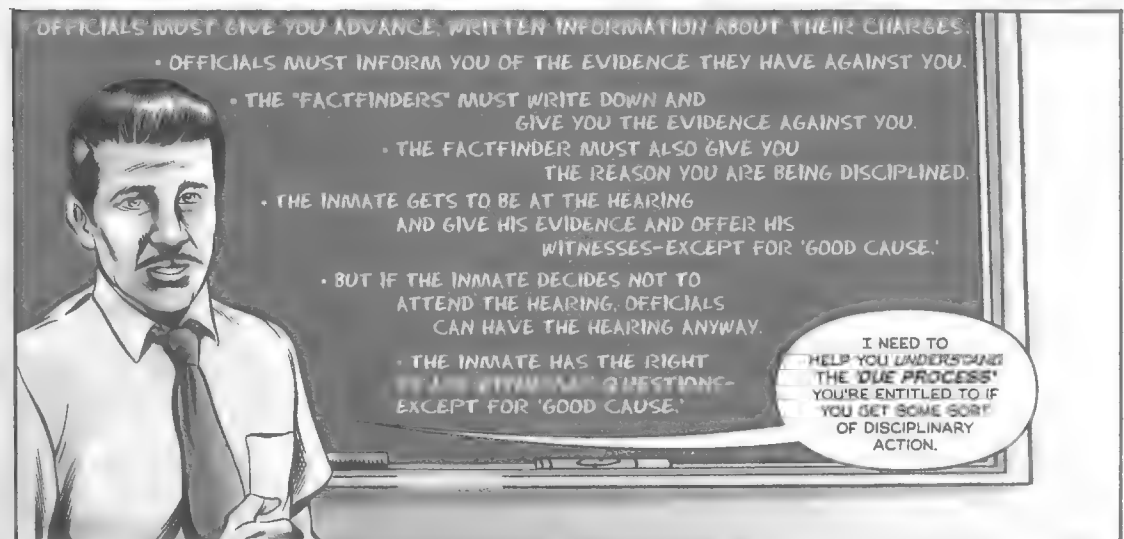 OFFICIALS MUST GIVE YOU ADVANCE, WRITTEN INFORMATION ABOUT THEIR CHARGES.
• OFFICIALS MUST INFORM YOU OF THE EVIDENCE THEY HAVE AGAINST YOU.
• THE "FACTFINDERS" MUST WRITE DOWN AND
GIVE YOU THE EVIDENCE AGAINST YOU.
• THE FACTFINDER MUST ALSO GIVE YOU
THE REASON YOU ARE BEING DISCIPLINED.
• THE INMATE GETS TO BE AT THE HEARING
AND GIVE HIS EVIDENCE AND OFFER HIS
WITNESSES-EXCEPT FOR 'GOOD CAUSE.'
• BUT IF THE INMATE DECIDES NOT TO
ATTEND THE HEARING, OFFICIALS
CAN HAVE THE HEARING ANYWAY.
• THE INMATE HAS THE RIGHT
QUESTIONS-
EXCEPT FOR 'GOOD CAUSE.'
I NEED TO
HELP YOU UNDERSTAND
THE 'DUE PROCESS'
YOU'RE ENTITLED TO IF
YOU GET SOME SORT
OF DISCIPLINARY
ACTION.